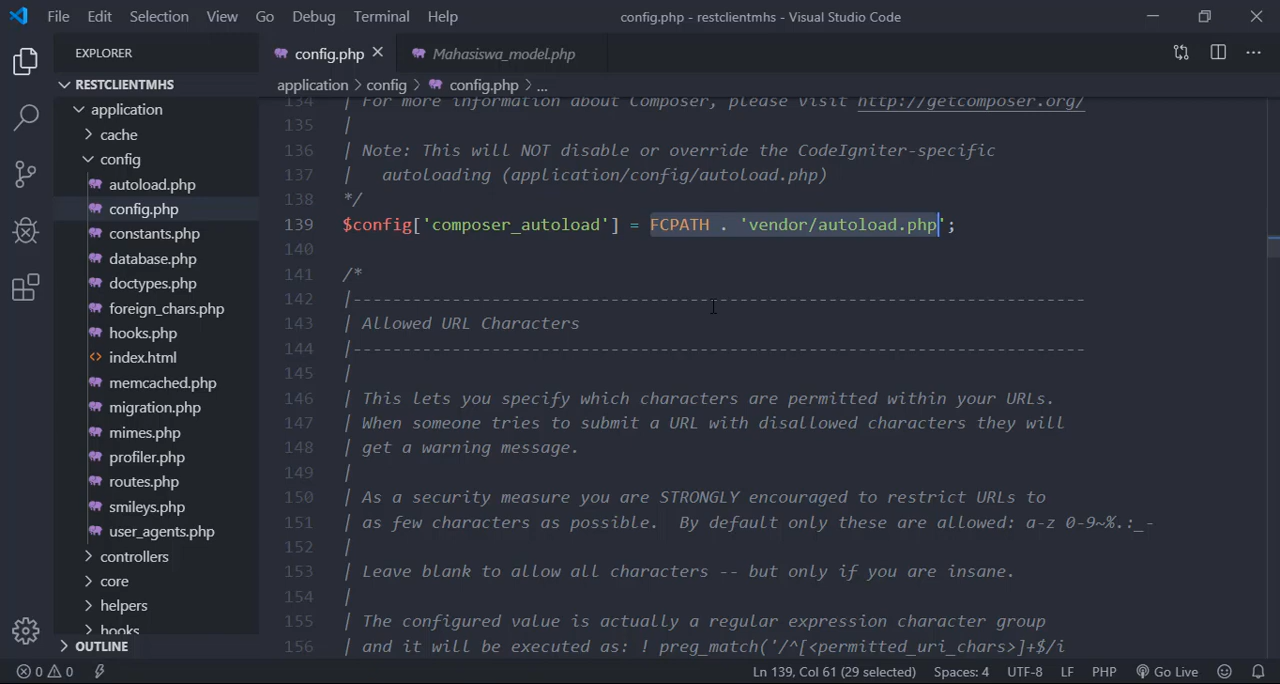 File Edit Selection View Go Debug Terminal Help config.php - restclientmhs - Visual Studio Code
EXPLORER
RESTCLIENTMHS
application
cache
config
autoload.php
config.php
constants.php
database.php
doctypes.php
foreign_chars.php
hooks.php
index.html
memcached.php
migration.php
mimes.php
profiler.php
routes.php
smileys.php
user_agents.php
controllers
core
helpers
hooks
OUTLINE
config.php Mahasiswa_model.php
application > config > config.php > ...
134 | For more information about Composer, please visit http://getcomposer.org/
135 |
136 | Note: This will NOT disable or override the CodeIgniter-specific
137 |   autoloading (application/config/autoload.php)
138 */
139 $config['composer_autoload'] = FCPATH . 'vendor/autoload.php';
140
141 /*
142 |--------------------------------------------------------------------------
143 | Allowed URL Characters
144 |--------------------------------------------------------------------------
145 |
146 | This lets you specify which characters are permitted within your URLs.
147 | When someone tries to submit a URL with disallowed characters they will
148 | get a warning message.
149 |
150 | As a security measure you are STRONGLY encouraged to restrict URLs to
151 | as few characters as possible.  By default only these are allowed: a-z 0-9~%.:_-
152 |
153 | Leave blank to allow all characters -- but only if you are insane.
154 |
155 | The configured value is actually a regular expression character group
156 | and it will be executed as: ! preg_match('/^[<permitted_uri_chars>]+$/i
0 0 Ln 139, Col 61 (29 selected) Spaces: 4 UTF-8 LF PHP Go Live